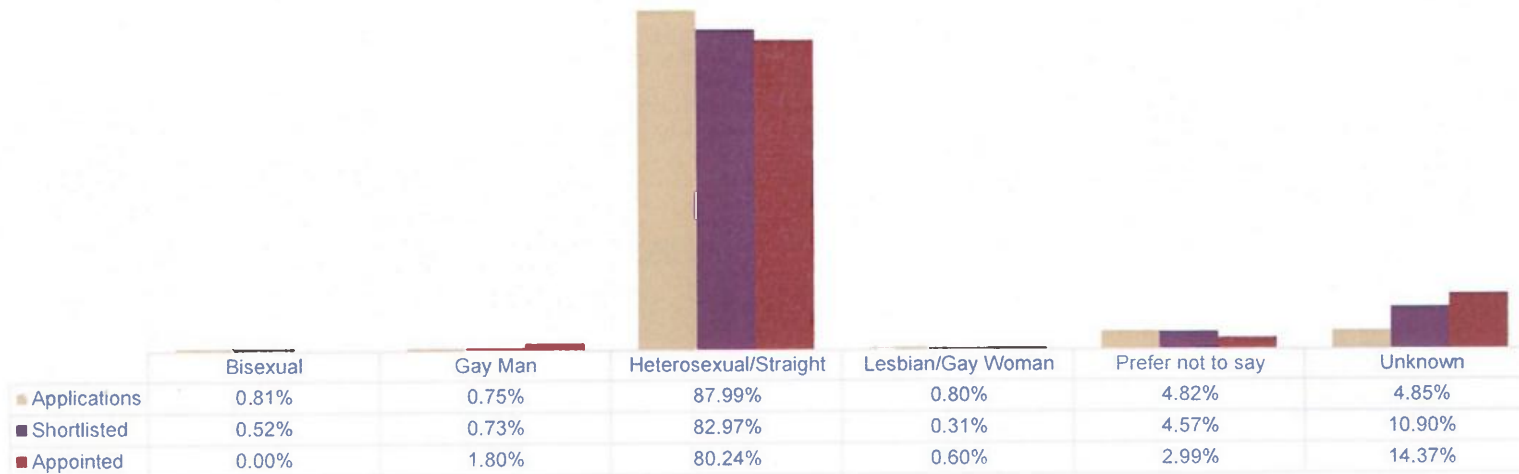 Bisexual Gay Man Heterosexual/Straight Lesbian/Gay Woman Prefer not to say Unknown
Applications 0.81% 0.75% 87.99% 0.80% 4.82% 4.85%
Shortlisted 0.52% 0.73% 82.97% 0.31% 4.57% 10.90%
Appointed 0.00% 1.80% 80.24% 0.60% 2.99% 14.37%